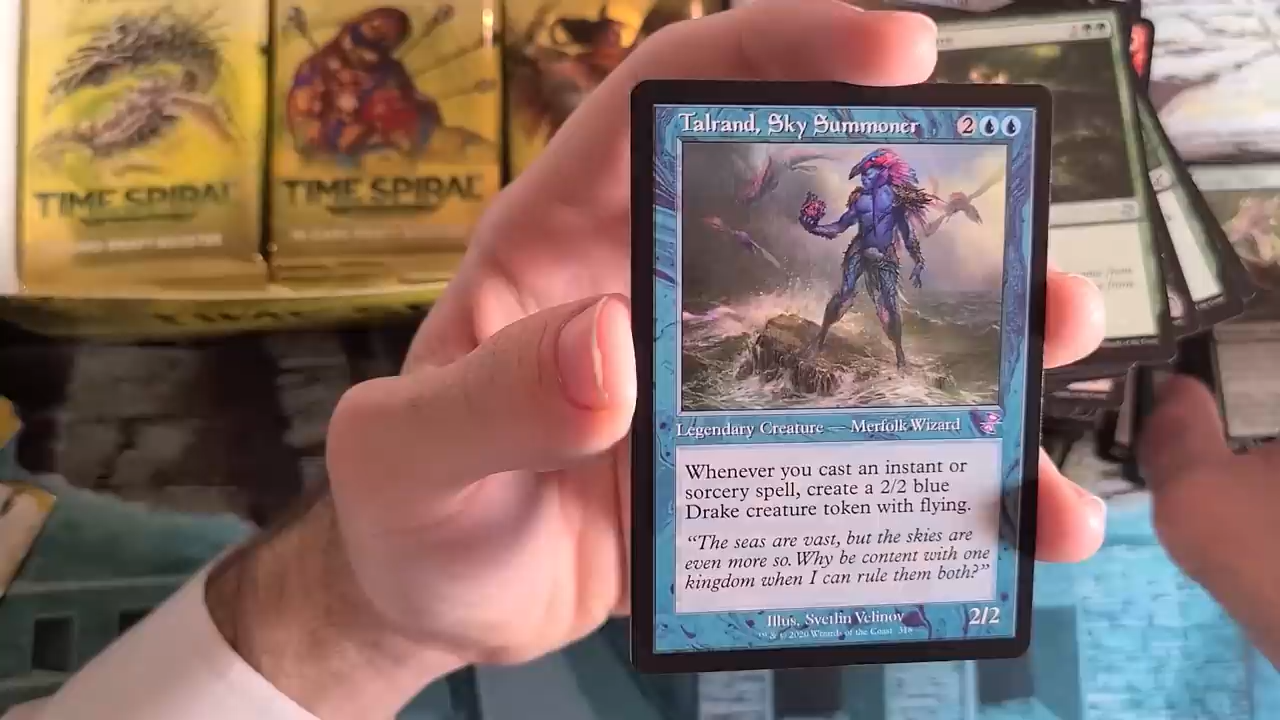 TIME SPIRAL
TIME SPIRAL
Talrand, Sky Summoner 2
Legendary Creature — Merfolk Wizard
Whenever you cast an instant or
sorcery spell, create a 2/2 blue
Drake creature token with flying.
“The seas are vast, but the skies are
even more so. Why be content with one
kingdom when I can rule them both?”
Illus. Svetlin Velinov
2/2
™ & © 2020 Wizards of the Coast 318